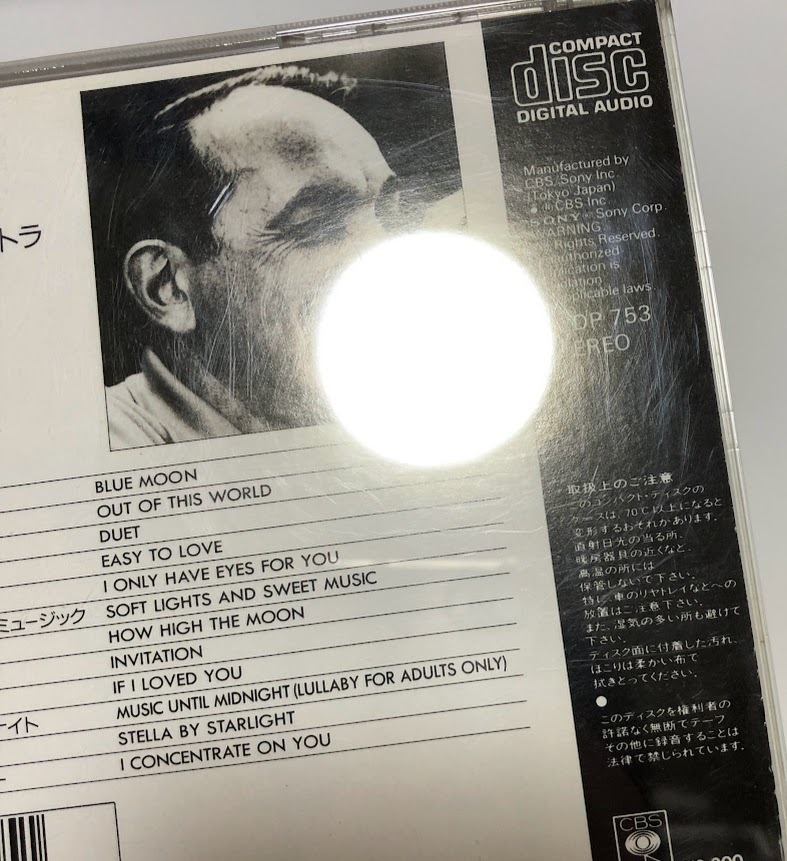 COMPACT
disc
DIGITAL AUDIO
Manufactured by
CBS/Sony Inc.
(Tokyo Japan)
CBS Inc
SONY ® Sony Corp.
WARNING
Rights Reserved.
is
applicable laws
753
トラ
BLUE MOON
OUT OF THIS WORLD
DUET
EASY TO LOVE
I ONLY HAVE EYES FOR YOU
ミュージック SOFT LIGHTS AND SWEET MUSIC
HOW HIGH THE MOON
INVITATION
IF I LOVED YOU
MUSIC UNTIL MIDNIGHT (LULLABY FOR ADULTS ONLY)
ナイト STELLA BY STARLIGHT
I CONCENTRATE ON YOU
取扱上のご注意
このコンパクト・ディスクの
ケースは、70℃以上になると
変形するおそれがあります。
直射日光の当る所、
暖房器具の近くなど、
高温の所には
保管しないで下さい。
特に、車のリヤトレイなどへの
放置はご注意下さい。
また、湿気の多い所も避けて
下さい。
ディスク面に付着した汚れ、
ほこりは柔かい布で
拭きとってください。
このディスクを権利者の
許諾なく無断でテープ
その他に録音することは
法律で禁じられています。
CBS